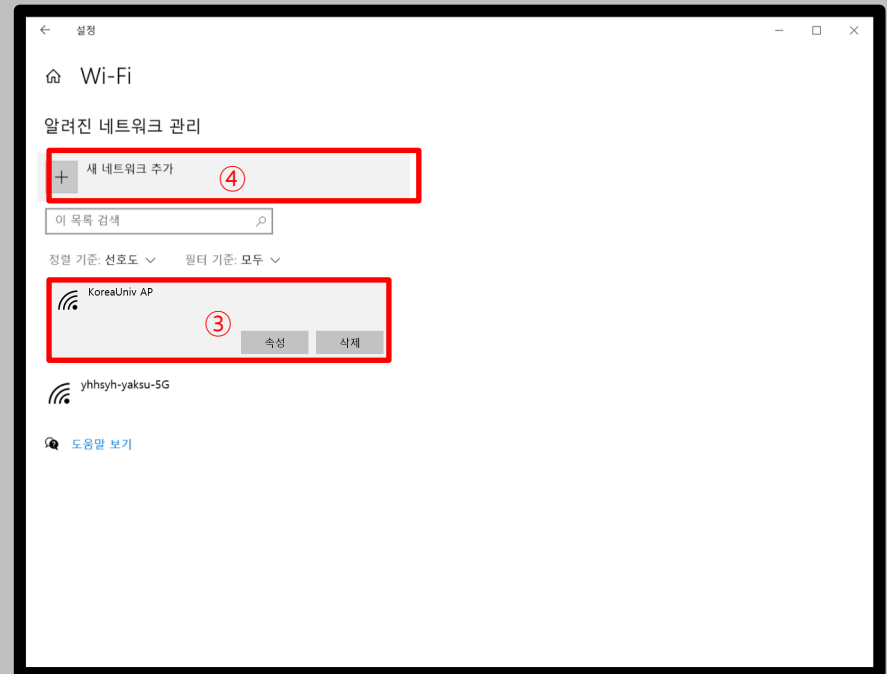 설정
Wi-Fi
알려진 네트워크 관리
새 네트워크 추가
④
이 목록 검색
정렬 기준: 선호도 필터 기준: 모두
KoreaUniv AP
③
속성 삭제
yhhsyh-yaksu-5G
도움말 보기